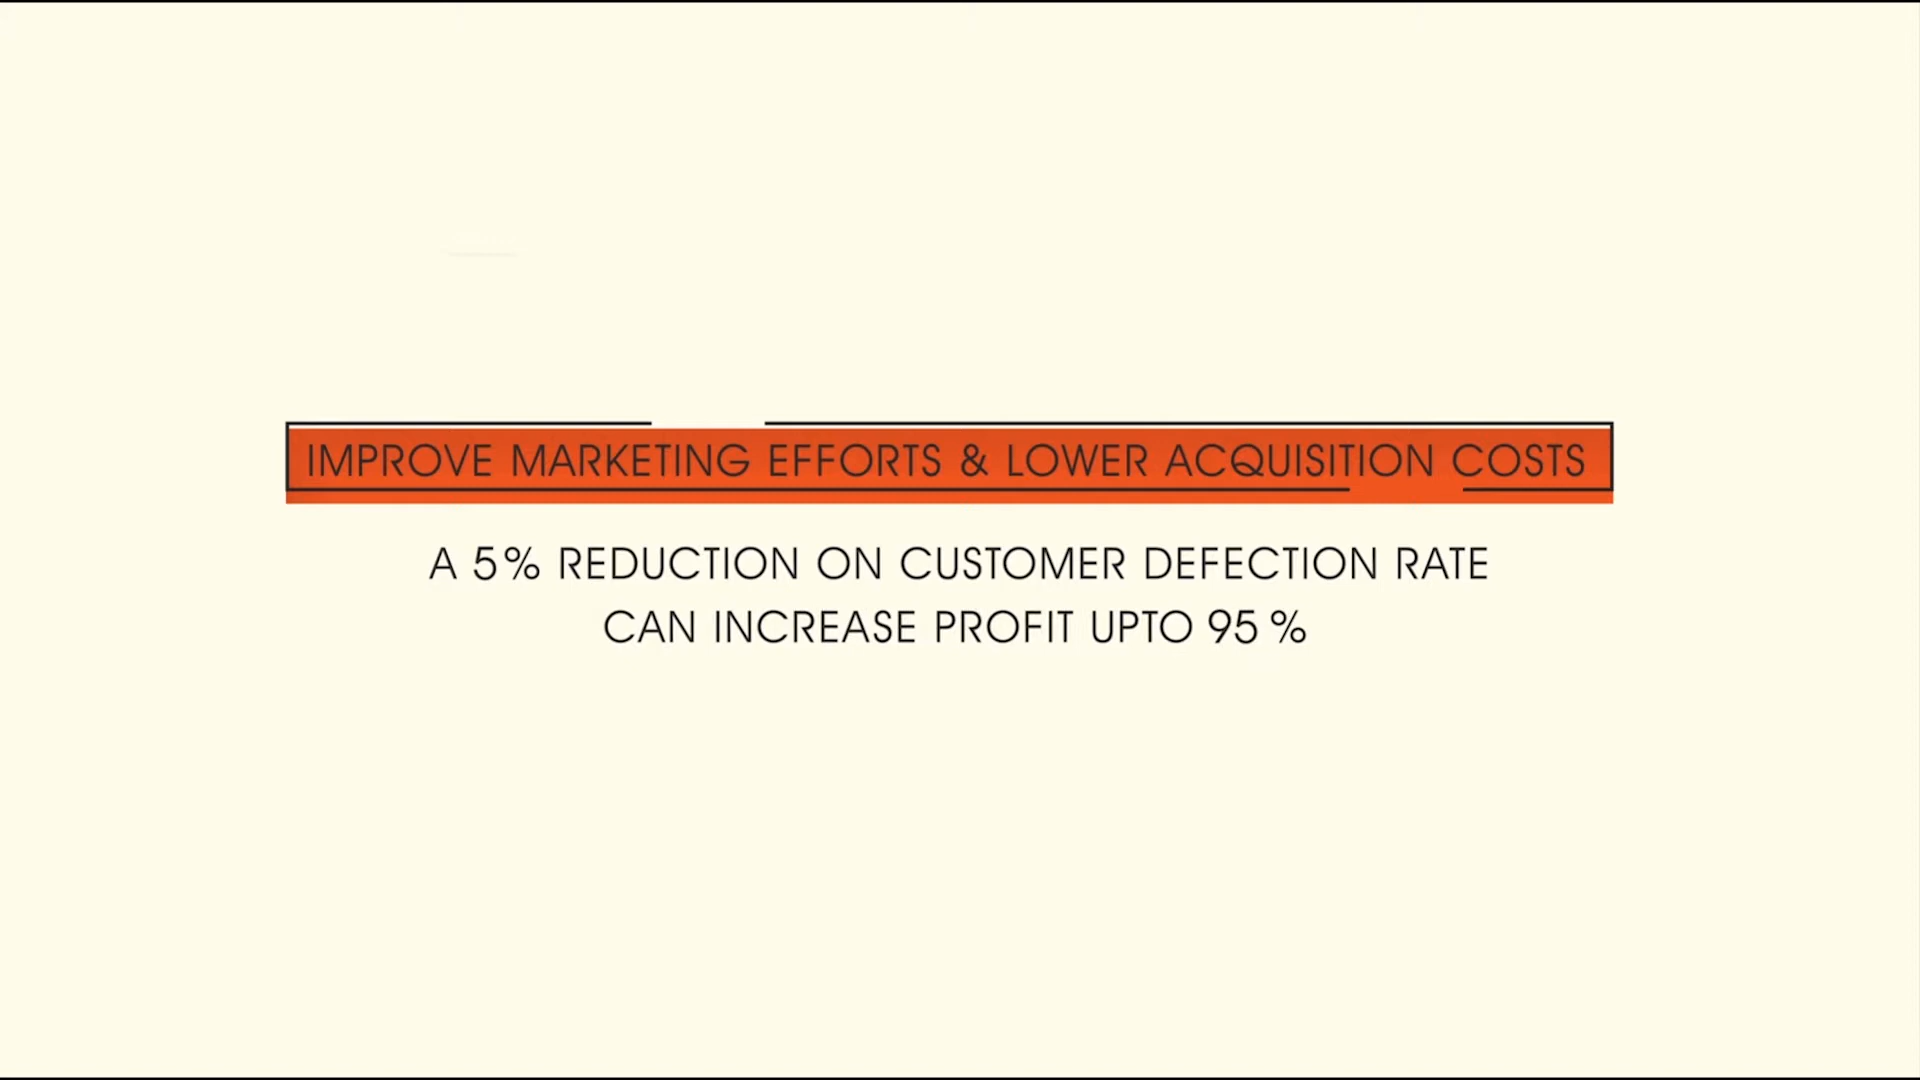 IMPROVE MARKETING EFFORTS & LOWER ACQUISITION COSTS
A 5% REDUCTION ON CUSTOMER DEFECTION RATE
CAN INCREASE PROFIT UPTO 95 %